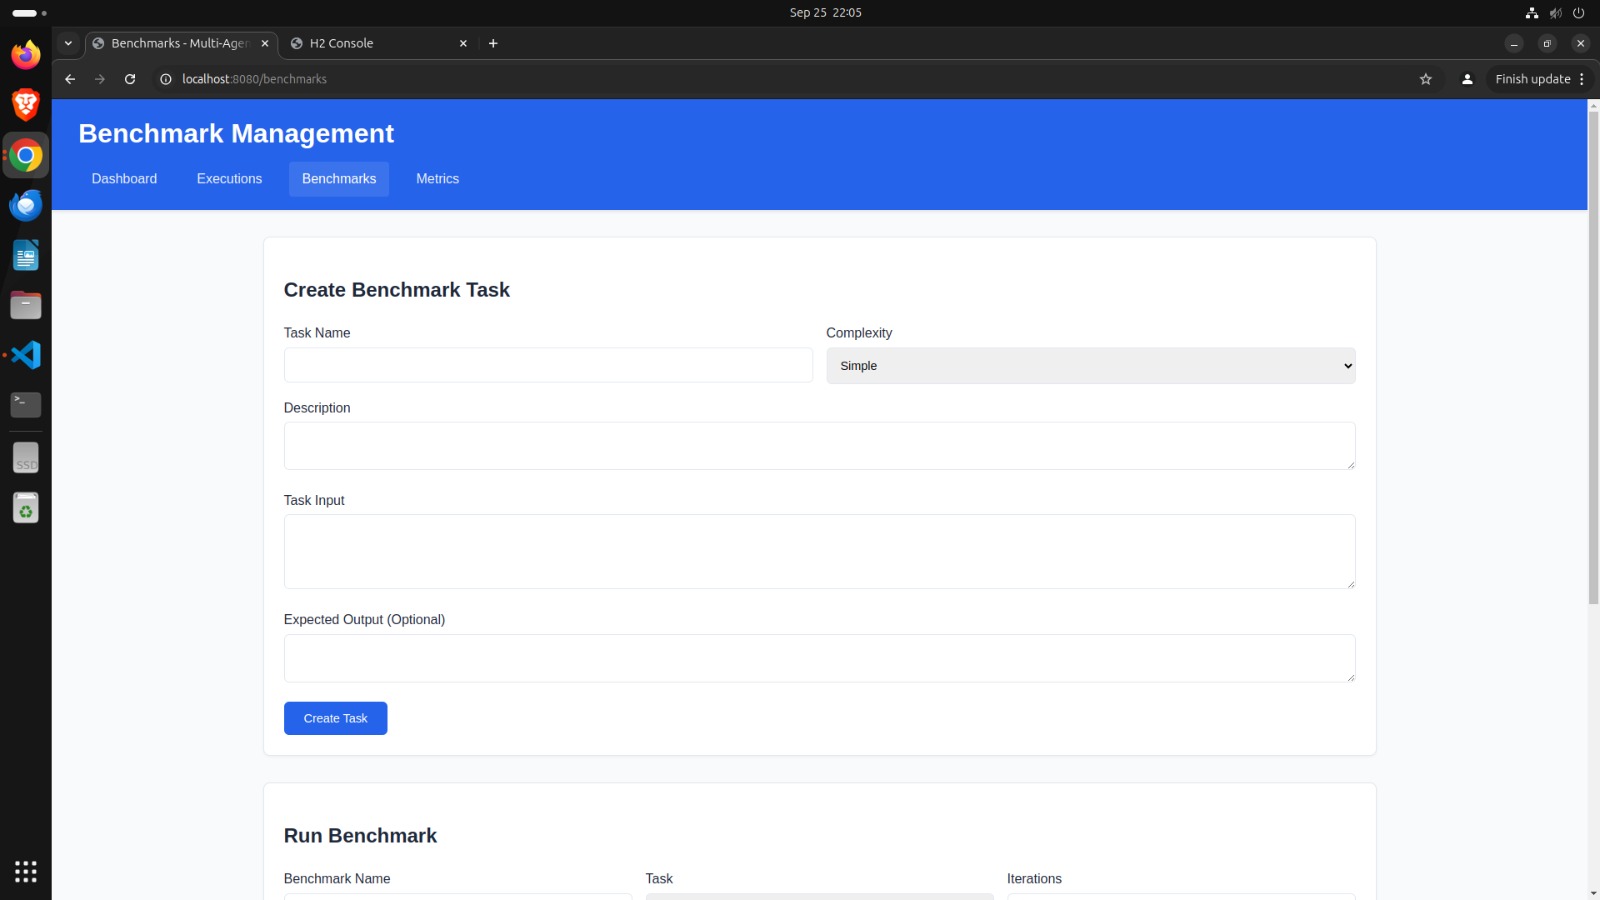 Sep 25 22:05
Benchmarks - Multi-Age
H2 Console
localhost:8080/benchmarks
Finish update
Benchmark Management
Dashboard
Executions
Benchmarks
Metrics
Create Benchmark Task
Task Name
Complexity
Simple
Description
Task Input
Expected Output (Optional)
Create Task
Run Benchmark
Benchmark Name
Task
Iterations
SSD